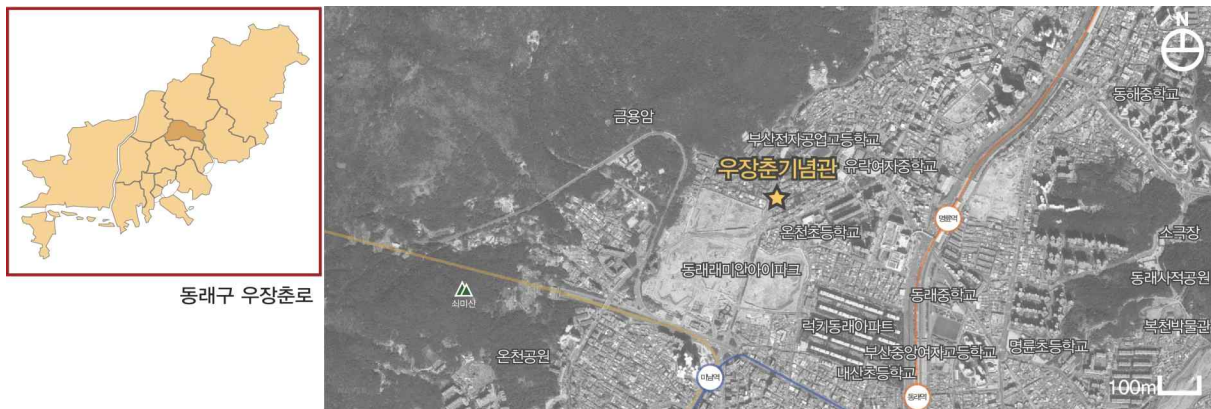 동래구 우장춘로
N
동해중학교
금용암
부산전자공업고등학교
우장춘기념관
유락여자중학교
명륜역
온천초등학교
소극장
동래래미안아이파크
동래사적공원
쇠미산
동래중학교
럭키동래아파트
복천박물관
온천공원
부산중앙여자고등학교
명륜초등학교
내산초등학교
미남역
동래역
100m